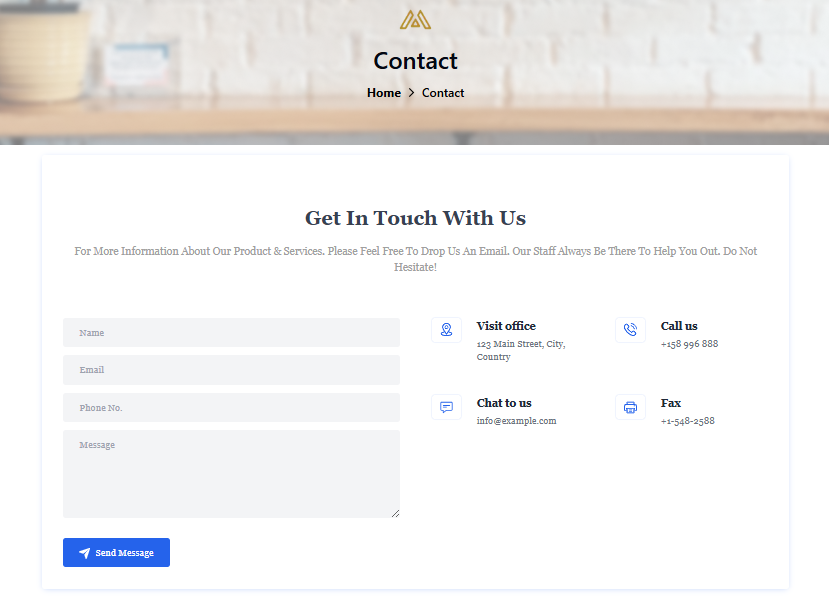 Contact
Home > Contact
Get In Touch With Us
For More Information About Our Product & Services. Please Feel Free To Drop Us An Email. Our Staff Always Be There To Help You Out. Do Not
Hesitate!
Name
Email
Phone No.
Message
Send Message
Visit office
123 Main Street, City,
Country
Call us
+158 996 888
Chat to us
info@example.com
Fax
+1-548-2588